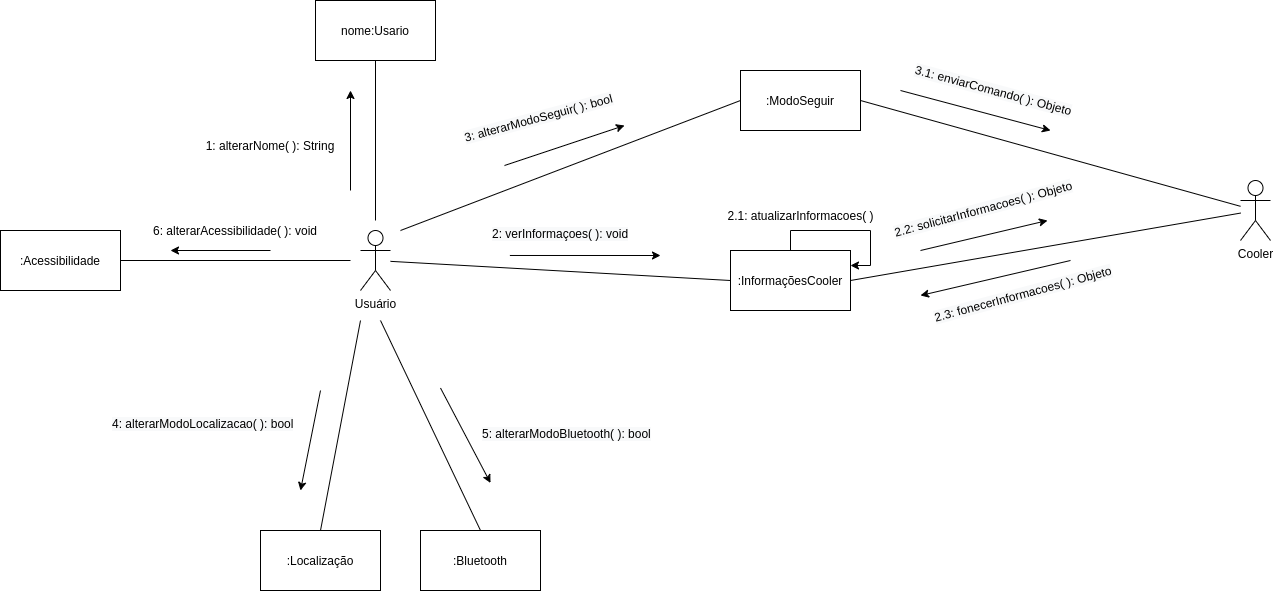 nome:Usario
3.1: enviarComando( ): Objeto
:ModoSeguir
3: alterarModoSeguir( ): bool
1: alterarNome( ): String
2.2: solicitarInformacoes( ): Objeto
2.1: atualizarInformacoes( )
6: alterarAcessibilidade( ): void
2: verInformaçoes( ): void
Cooler
:Acessibilidade
:InformaçõesCooler
2.3: fonecerInformacoes( ): Objeto
Usuário
4: alterarModoLocalizacao( ): bool
5: alterarModoBluetooth( ): bool
:Localização
:Bluetooth